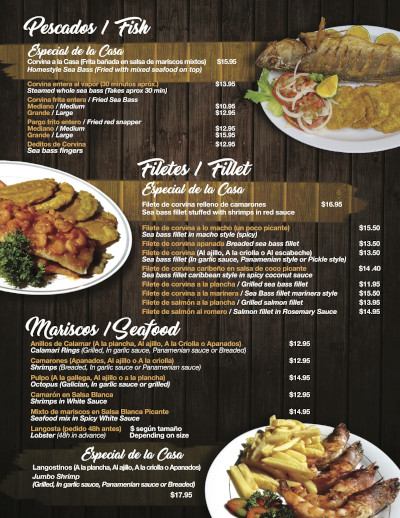 Pescados / Fish
Especial de la Casa
Corvina a la Casa (Frita bañada en salsa de mariscos mixtos) $15.95
Homestyle Sea Bass (Fried with mixed seafood on top)
Corvina entera al vapor (30 minutos aprox) $13.95
Steamed whole sea bass (Takes aprox 30 min)
Corvina frita entero / Fried Sea Bass
Mediano / Medium $10.95
Grande / Large $12.95
Pargo frito entero / Fried red snapper
Mediano / Medium $12.95
Grande / Large $15.95
Deditos de Corvina $12.95
Sea bass fingers
Filetes / Fillet
Especial de la Casa
Filete de corvina relleno de camarones $16.95
Sea bass fillet stuffed with shrimps in red sauce
Filete de corvina a lo macho (un poco picante) $15.50
Sea bass fillet in macho style (spicy)
Filete de corvina apanada Breaded sea bass fillet $13.50
Filete de corvina (Al ajillo, A la criolla o Al escabeche) $13.50
Sea bass fillet (In garlic sauce, Panamenian style or Pickle style)
Filete de corvina caribeño en salsa de coco picante $14 .40
Sea bass fillet caribbean style in spicy coconut sauce
Filete de corvina a la plancha / Grilled sea bass fillet $11.95
Filete de corvina a la marinera / Sea Bass fillet marinera style $15.50
Filete de salmón a la plancha / Grilled salmon fillet $13.95
Filete de salmón al romero / Salmon fillet in Rosemary Sauce $14.95
Mariscos /Seafood
Anillos de Calamar (A la plancha, Al ajillo, A la Criolla o Apanados) $12.95
Calamari Rings (Grilled, In garlic sauce, Panamenian sauce or Breaded)
Camarones (Apanados, Al ajillo o A la criolla) $12.95
Shrimps (Breaded, In garlic sauce or Panamenian sauce)
Pulpo (A la gallega, Al ajillo o a la plancha) $14.95
Octopus (Galician, In garlic sauce or grilled)
Camarón en Salsa Blanca $12.95
Shrimps in White Sauce
Mixto de mariscos en Salsa Blanca Picante $14.95
Seafood mix in Spicy White Sauce
Langosta (pedido 48h antes) $ según tamaño
Lobster (48h in advance) Depending on size
Especial de la Casa
Langostinos (A la plancha, Al ajillo, A la criolla o Apanados)
Jumbo Shrimp
(Grilled, In garlic sauce, Panamenian sauce or Breaded)
$17.95